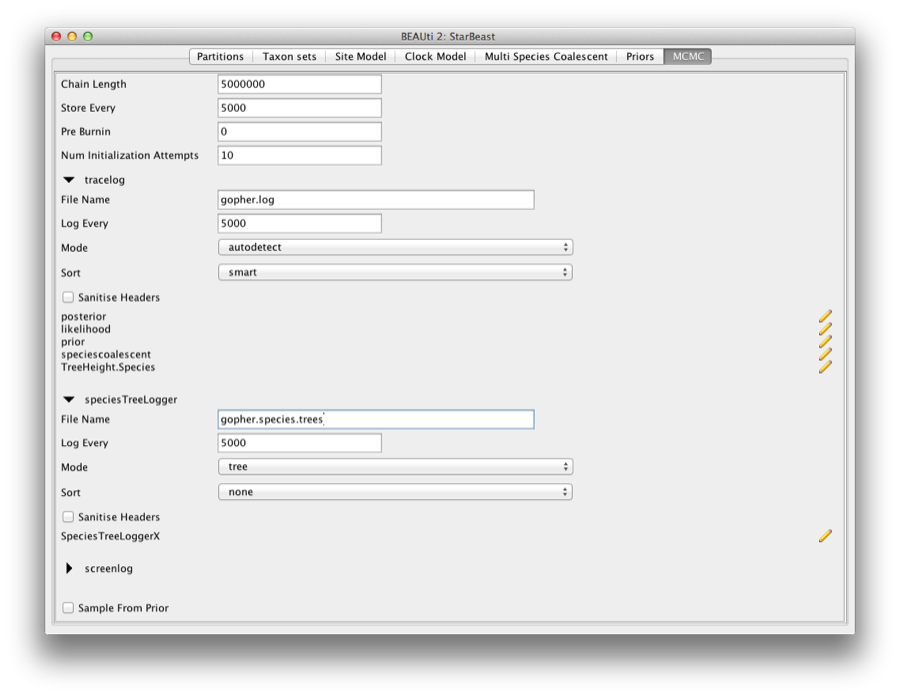 BEAUti 2: StarBeast
Partitions Taxon sets Site Model Clock Model Multi Species Coalescent Priors MCMC
Chain Length 5000000
Store Every 5000
Pre Burnin 0
Num Initialization Attempts 10
tracelog
File Name gopher.log
Log Every 5000
Mode autodetect
Sort smart
Sanitise Headers
posterior
likelihood
prior
speciescoalescent
TreeHeight.Species
speciesTreeLogger
File Name gopher.species.trees
Log Every 5000
Mode tree
Sort none
Sanitise Headers
SpeciesTreeLoggerX
screenlog
Sample From Prior